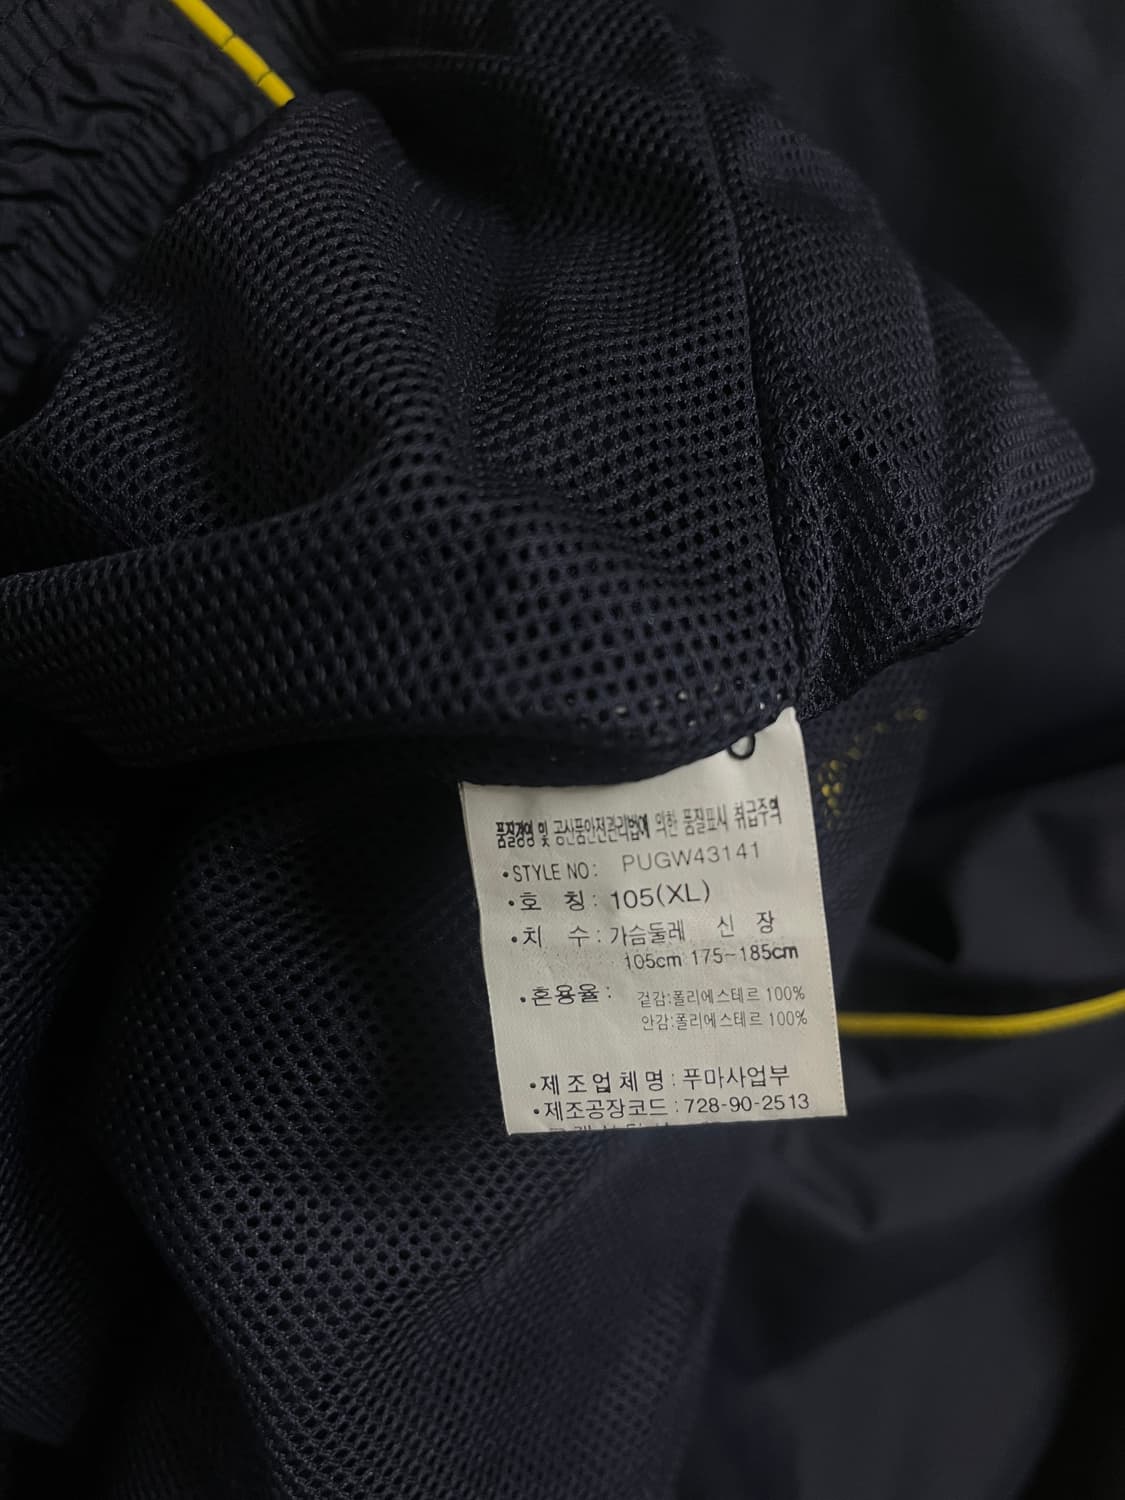 품질경영 및 공산품안전관리법에 의한 품질표시 취급주역
•STYLE NO: PUGW43141
•호 칭: 105(XL)
•치 수: 가슴둘레 신 장
105cm 175~185cm
•혼용율: 겉감:폴리에스테르 100%
안감:폴리에스테르 100%
•제조업체명: 푸마사업부
•제조공장코드: 728-90-2513